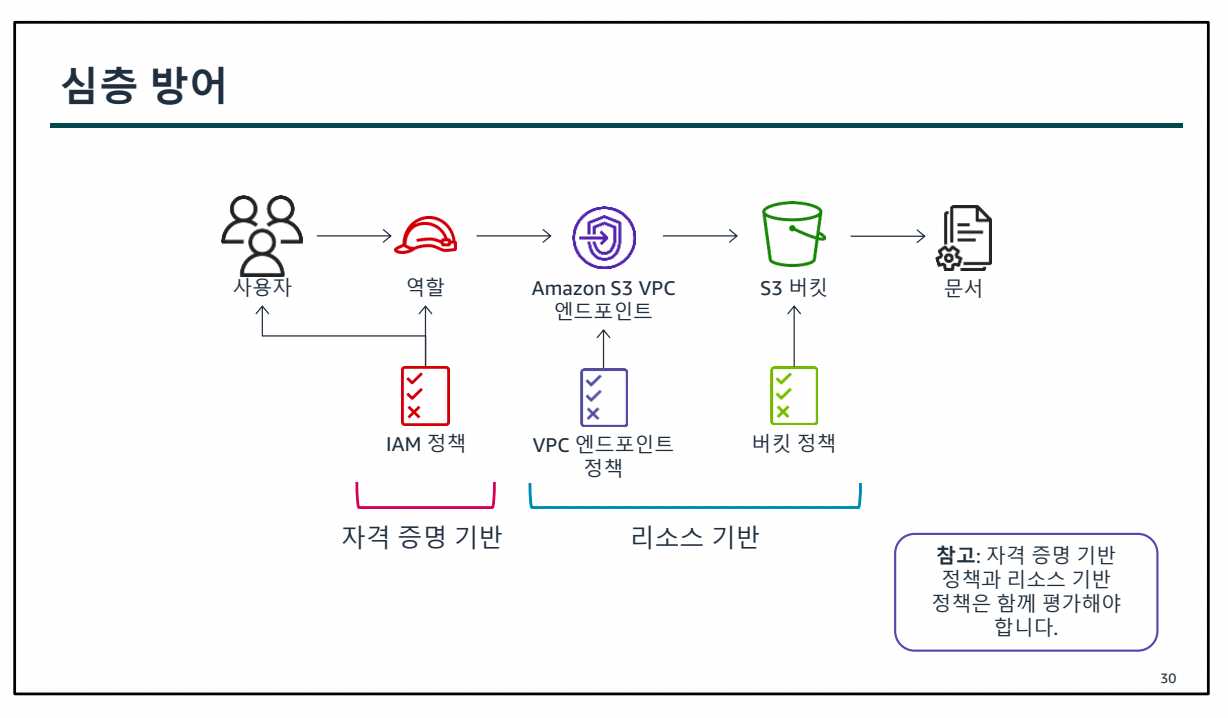 심층 방어
사용자
역할
Amazon S3 VPC
엔드포인트
S3 버킷
문서
IAM 정책
VPC 엔드포인트
정책
버킷 정책
자격 증명 기반
리소스 기반
참고: 자격 증명 기반
정책과 리소스 기반
정책은 함께 평가해야
합니다.
30